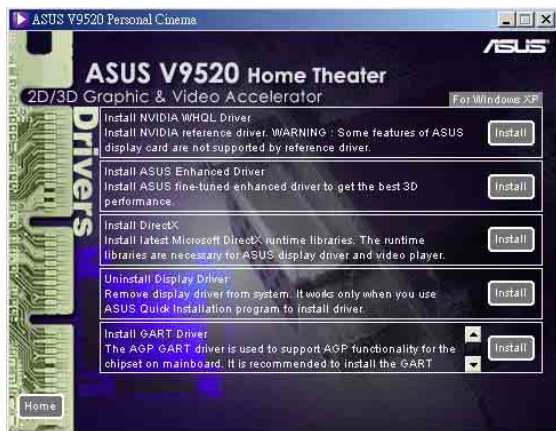 ASUS V9520 Personal Cinema
ASUS
ASUS V9520 Home Theater
2D/3D Graphic & Video Accelerator
For Windows XP
Drivers
Install NVIDIA WHQL Driver
Install NVIDIA reference driver. WARNING : Some features of ASUS
display card are not supported by reference driver.
Install
Install ASUS Enhanced Driver
Install ASUS fine-tuned enhanced driver to get the best 3D
performance.
Install
Install DirectX
Install latest Microsoft DirectX runtime libraries. The runtime
libraries are necessary for ASUS display driver and video player.
Install
Uninstall Display Driver
Remove display driver from system. It works only when you use
ASUS Quick Installation program to install driver.
Install
Install GART Driver
The AGP GART driver is used to support AGP functionality for the
chipset on mainboard. It is recommended to install the GART
Install
Home